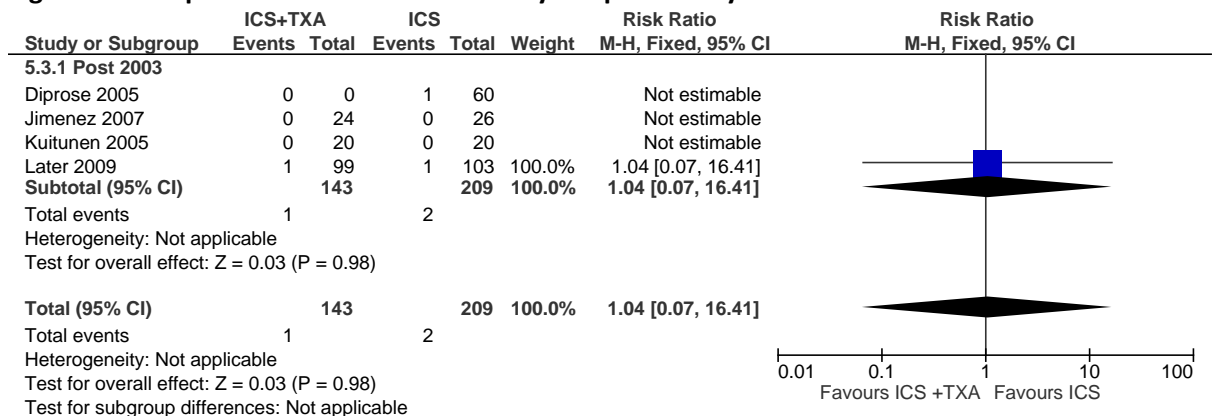 ICS+TXA ICS Risk Ratio Risk Ratio
Study or Subgroup Events Total Events Total Weight M-H, Fixed, 95% CI M-H, Fixed, 95% CI
5.3.1 Post 2003
Diprose 2005 0 0 1 60 Not estimable
Jimenez 2007 0 24 0 26 Not estimable
Kuitunen 2005 0 20 0 20 Not estimable
Later 2009 1 99 1 103 100.0% 1.04 [0.07, 16.41]
Subtotal (95% CI) 143 209 100.0% 1.04 [0.07, 16.41]
Total events 1 2
Heterogeneity: Not applicable
Test for overall effect: Z = 0.03 (P = 0.98)
Total (95% CI) 143 209 100.0% 1.04 [0.07, 16.41]
Total events 1 2
Heterogeneity: Not applicable
Test for overall effect: Z = 0.03 (P = 0.98)
Test for subgroup differences: Not applicable
0.01 0.1 1 10 100
Favours ICS +TXA Favours ICS